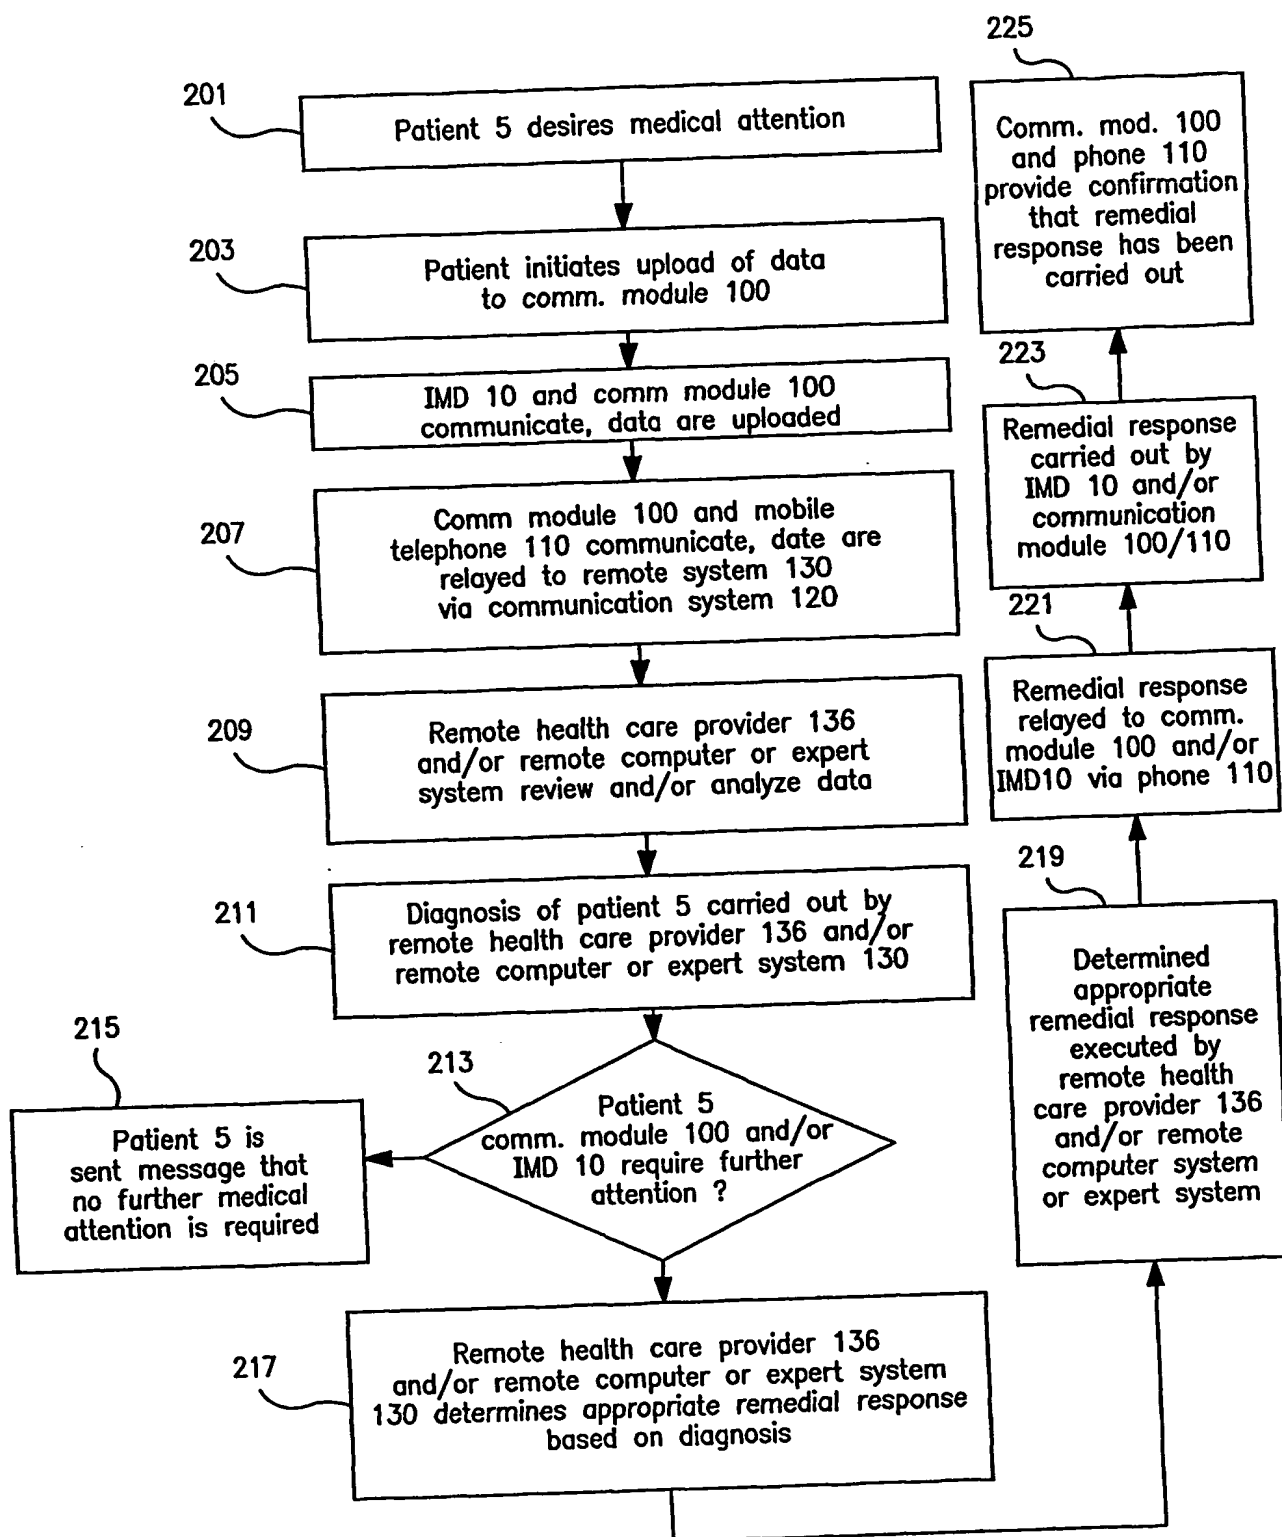 201
Patient 5 desires medical attention
203
Patient initiates upload of data
to comm. module 100
205
IMD 10 and comm module 100
communicate, data are uploaded
207
Comm module 100 and mobile
telephone 110 communicate, date are
relayed to remote system 130
via communication system 120
209
Remote health care provider 136
and/or remote computer or expert
system review and/or analyze data
211
Diagnosis of patient 5 carried out by
remote health care provider 136 and/or
remote computer or expert system 130
213
Patient 5
comm. module 100 and/or
IMD 10 require further
attention ?
215
Patient 5 is
sent message that
no further medical
attention is required
217
Remote health care provider 136
and/or remote computer or expert system
130 determines appropriate remedial response
based on diagnosis
219
Determined
appropriate
remedial response
executed by
remote health
care provider 136
and/or remote
computer system
or expert system
221
Remedial response
relayed to comm.
module 100 and/or
IMD10 via phone 110
223
Remedial response
carried out by
IMD 10 and/or
communication
module 100/110
225
Comm. mod. 100
and phone 110
provide confirmation
that remedial
response has been
carried out